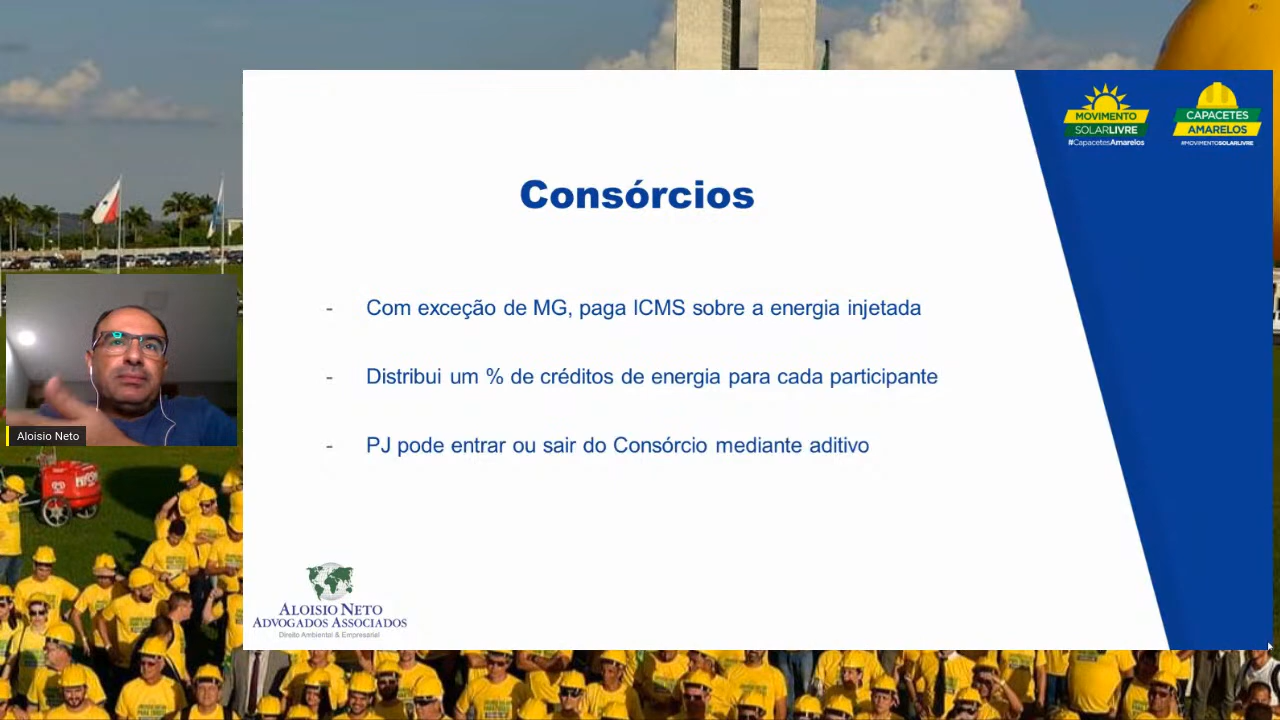 MOVIMENTO
SOLARLIVRE
#CapacetesAmarelos
CAPACETES
AMARELOS
#MOVIMENTOSOLARLIVRE
Consórcios
- Com exceção de MG, paga ICMS sobre a energia injetada
- Distribui um % de créditos de energia para cada participante
- PJ pode entrar ou sair do Consórcio mediante aditivo
Aloisio Neto
ALOISIO NETO
ADVOGADOS ASSOCIADOS
Direito Ambiental & Empresarial